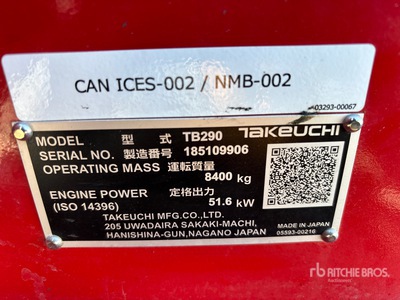 CAN ICES-002 / NMB-002
03293-00067
MODEL 型 式 TB290 TAKEUCHI
SERIAL NO. 製造番号 185109906
OPERATING MASS 運転質量
8400 kg
ENGINE POWER 定格出力
(ISO 14396) 51.6 kW
TAKEUCHI MFG.CO.,LTD.
205 UWADAIRA SAKAKI-MACHI,
HANISHINA-GUN,NAGANO JAPAN
MADE IN JAPAN
05593-00216
rb RITCHIE BROS.
Authenticated